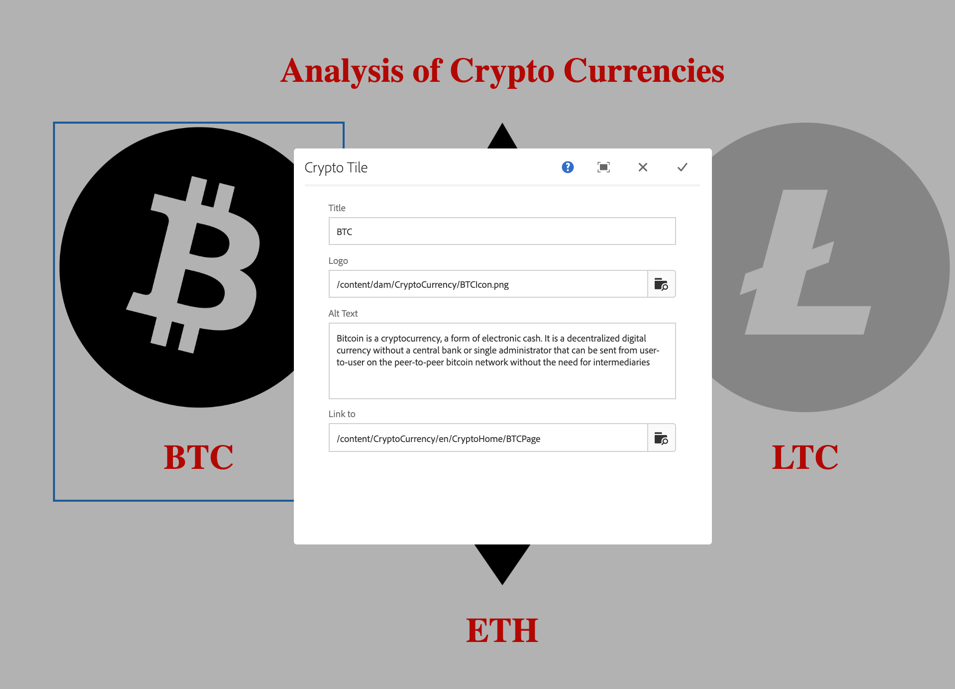 Analysis of Crypto Currencies
Crypto Tile
Title
BTC
Logo
/content/dam/CryptoCurrency/BTCIcon.png
Alt Text
Bitcoin is a cryptocurrency, a form of electronic cash. It is a decentralized digital
currency without a central bank or single administrator that can be sent from user-
to-user on the peer-to-peer bitcoin network without the need for intermediaries
Link to
/content/CryptoCurrency/en/CryptoHome/BTCPage
BTC
LTC
ETH